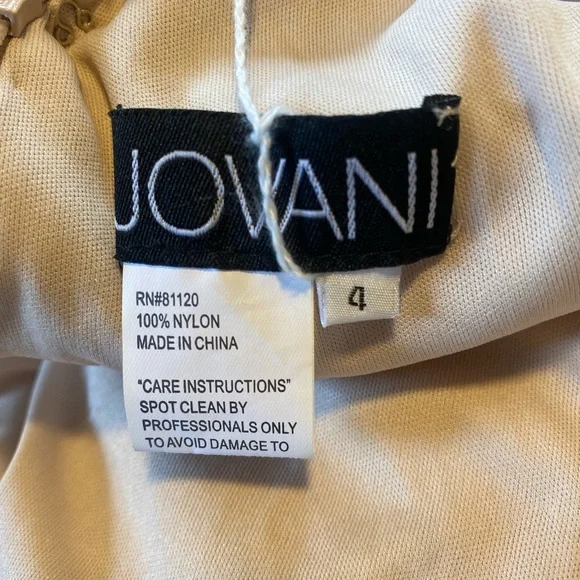 JOVANI
4
RN#81120
100% NYLON
MADE IN CHINA
"CARE INSTRUCTIONS"
SPOT CLEAN BY
PROFESSIONALS ONLY
TO AVOID DAMAGE TO